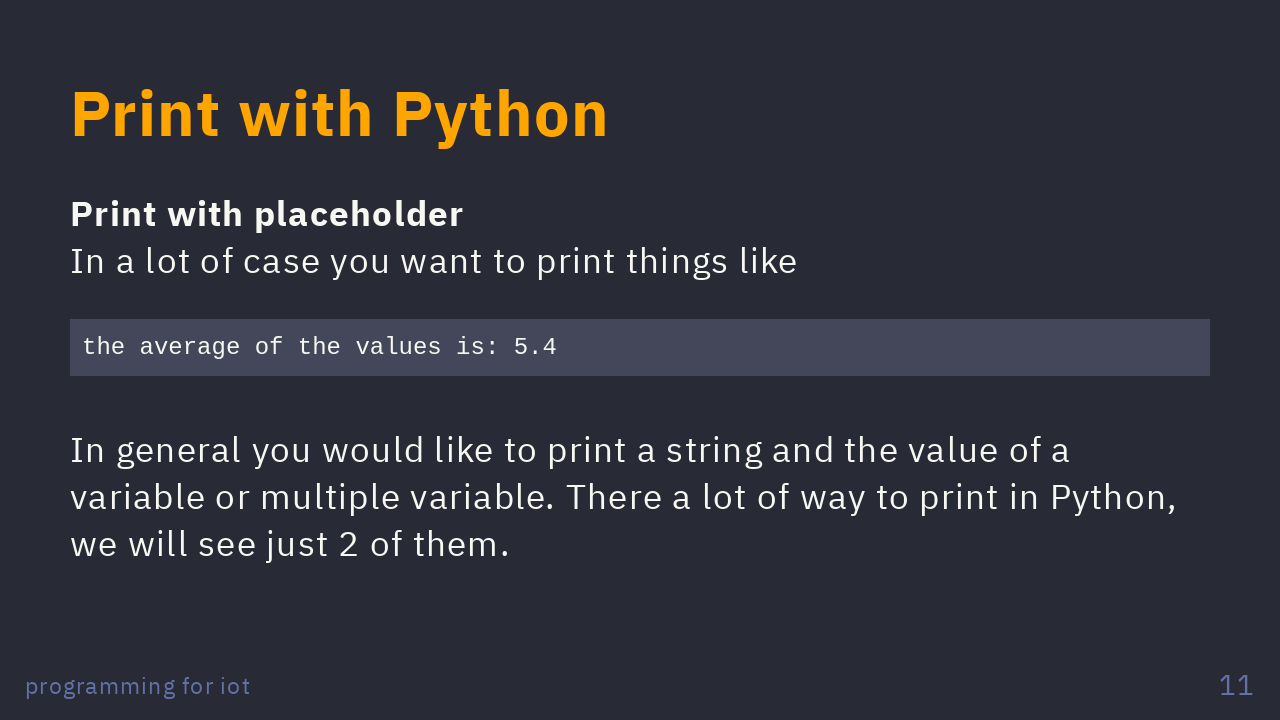 Print with Python
Print with placeholder
In a lot of case you want to print things like
the average of the values is: 5.4
In general you would like to print a string and the value of a
variable or multiple variable. There a lot of way to print in Python,
we will see just 2 of them.
programming for iot
11